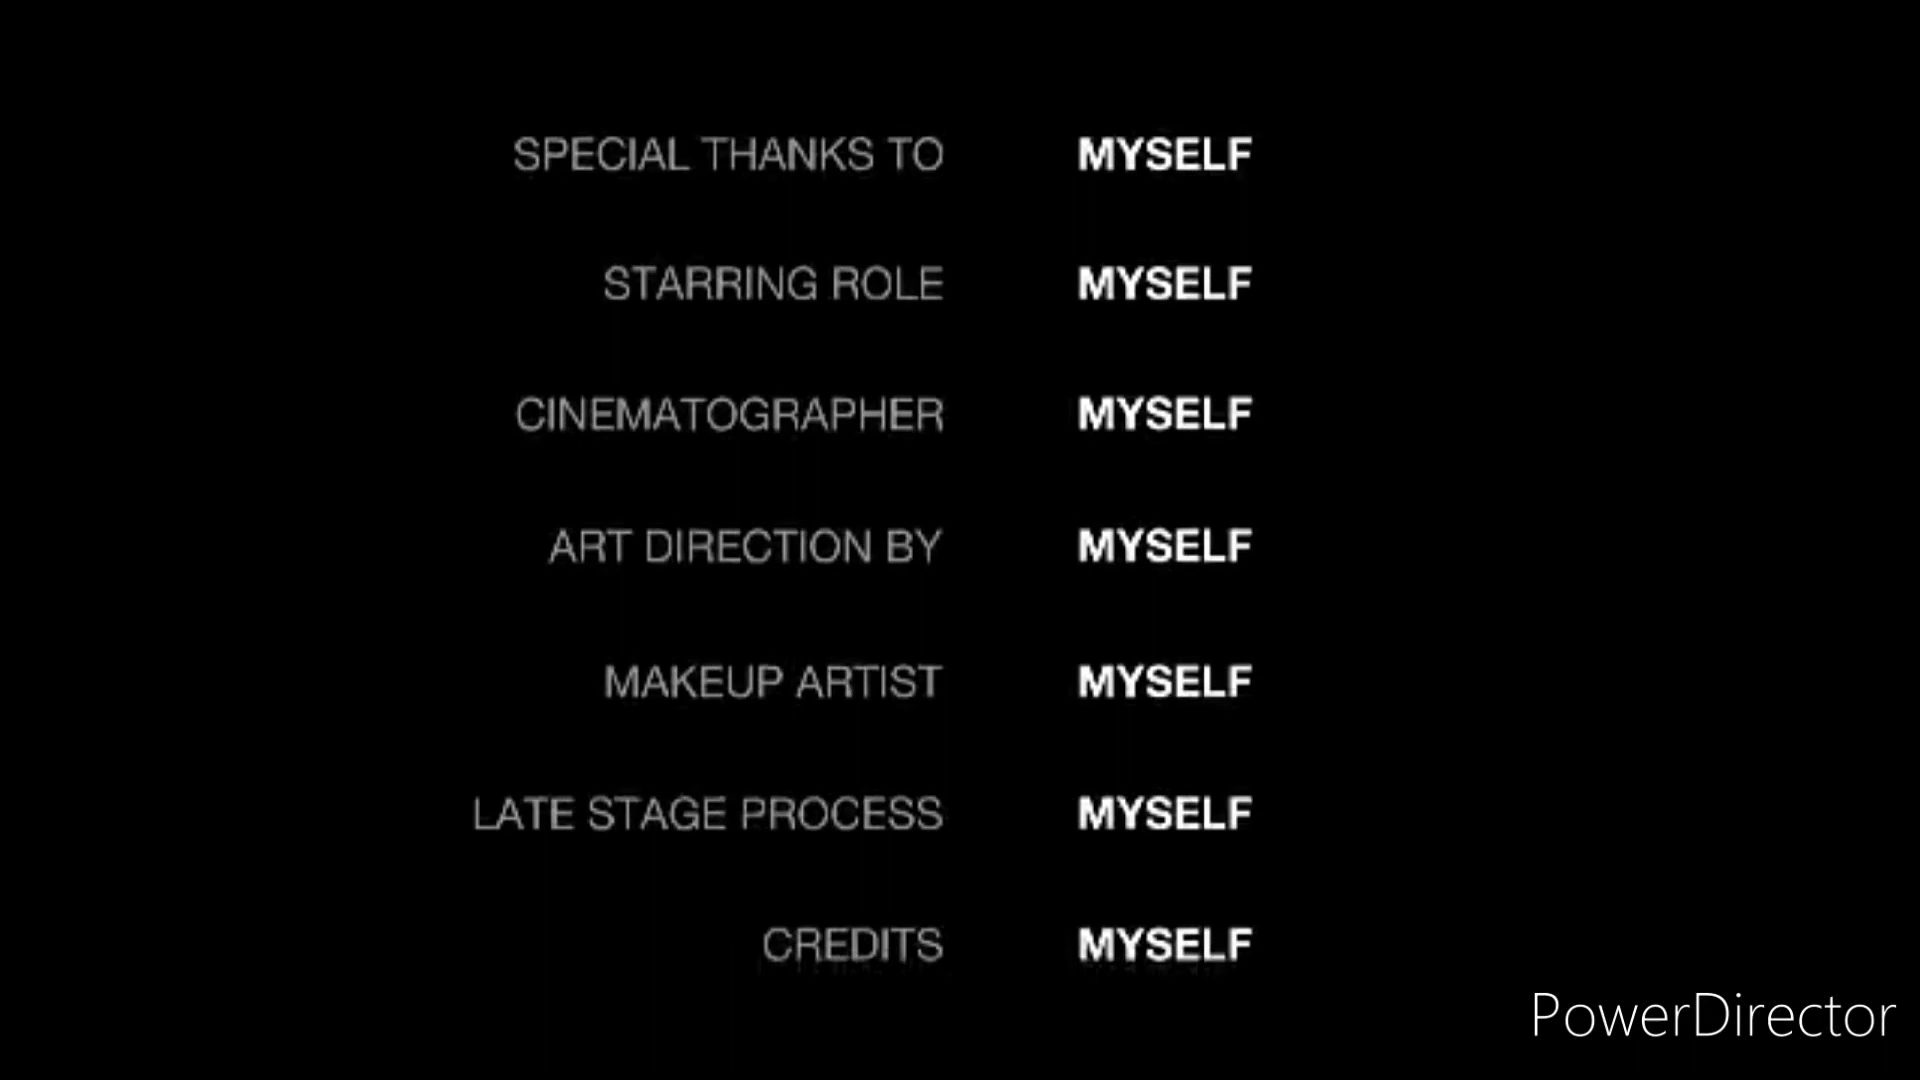 SPECIAL THANKS TO MYSELF
STARRING ROLE MYSELF
CINEMATOGRAPHER MYSELF
ART DIRECTION BY MYSELF
MAKEUP ARTIST MYSELF
LATE STAGE PROCESS MYSELF
CREDITS MYSELF
PowerDirector